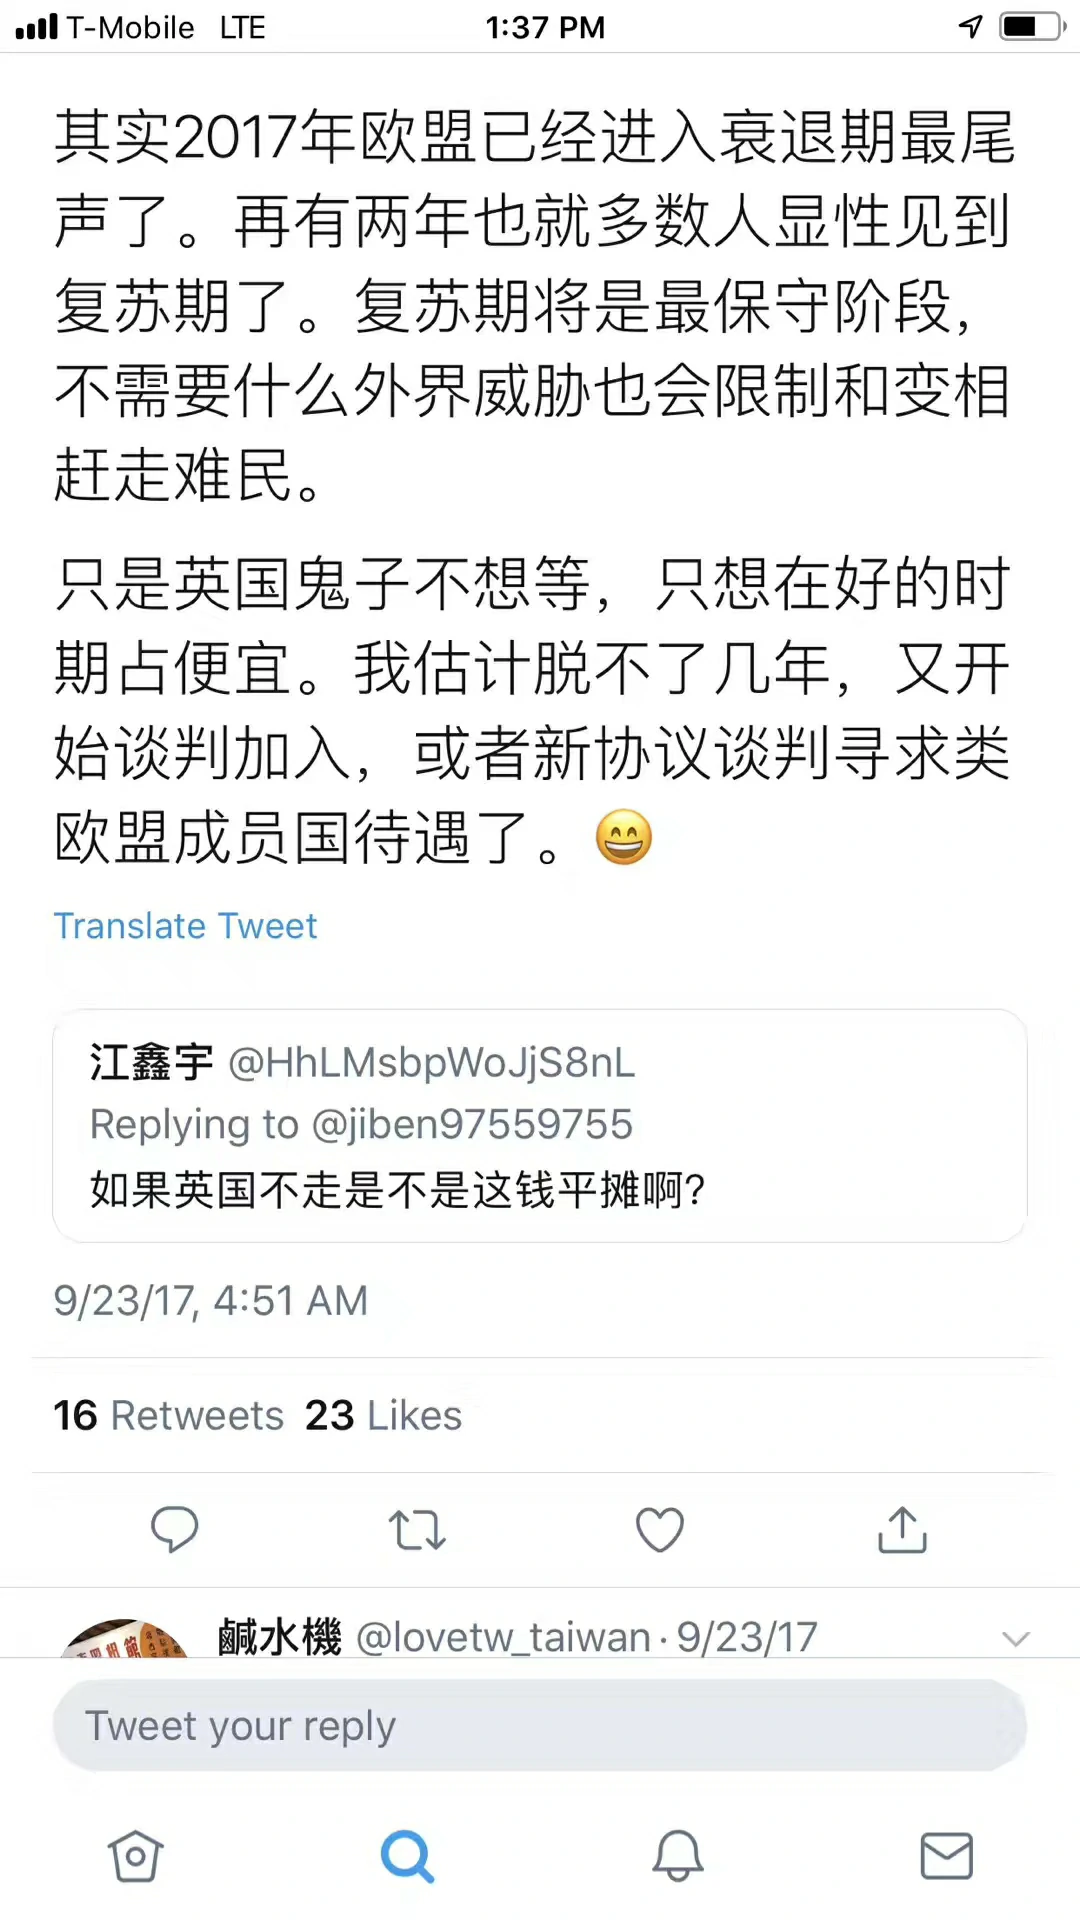 T-Mobile LTE 1:37 PM
其实2017年欧盟已经进入衰退期最尾
声了。再有两年也就多数人显性见到
复苏期了。复苏期将是最保守阶段，
不需要什么外界威胁也会限制和变相
赶走难民。
只是英国鬼子不想等，只想在好的时
期占便宜。我估计脱不了几年，又开
始谈判加入，或者新协议谈判寻求类
欧盟成员国待遇了。😄
Translate Tweet
江鑫宇 @HhLMsbpWoJjS8nL
Replying to @jiben97559755
如果英国不走是不是这钱平摊啊?
9/23/17, 4:51 AM
16 Retweets 23 Likes
鹹水機 @lovetw_taiwan · 9/23/17
Tweet your reply